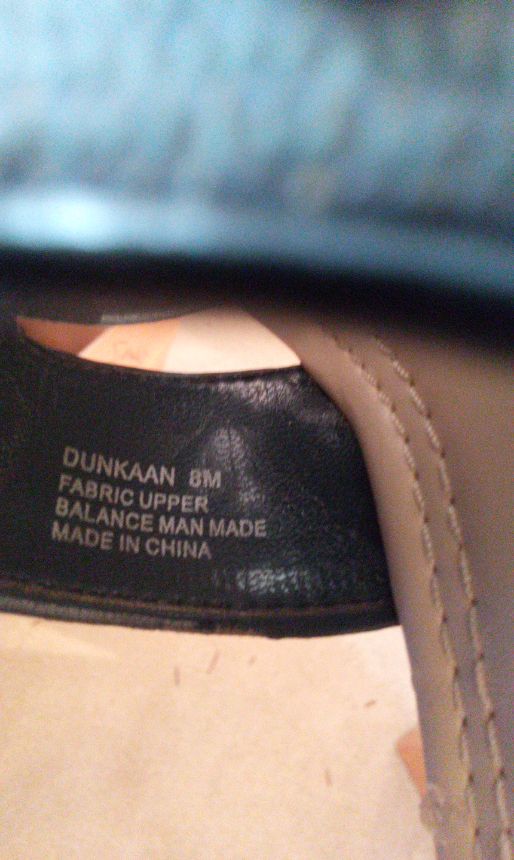 DUNKAAN 8M
FABRIC UPPER
BALANCE MAN MADE
MADE IN CHINA